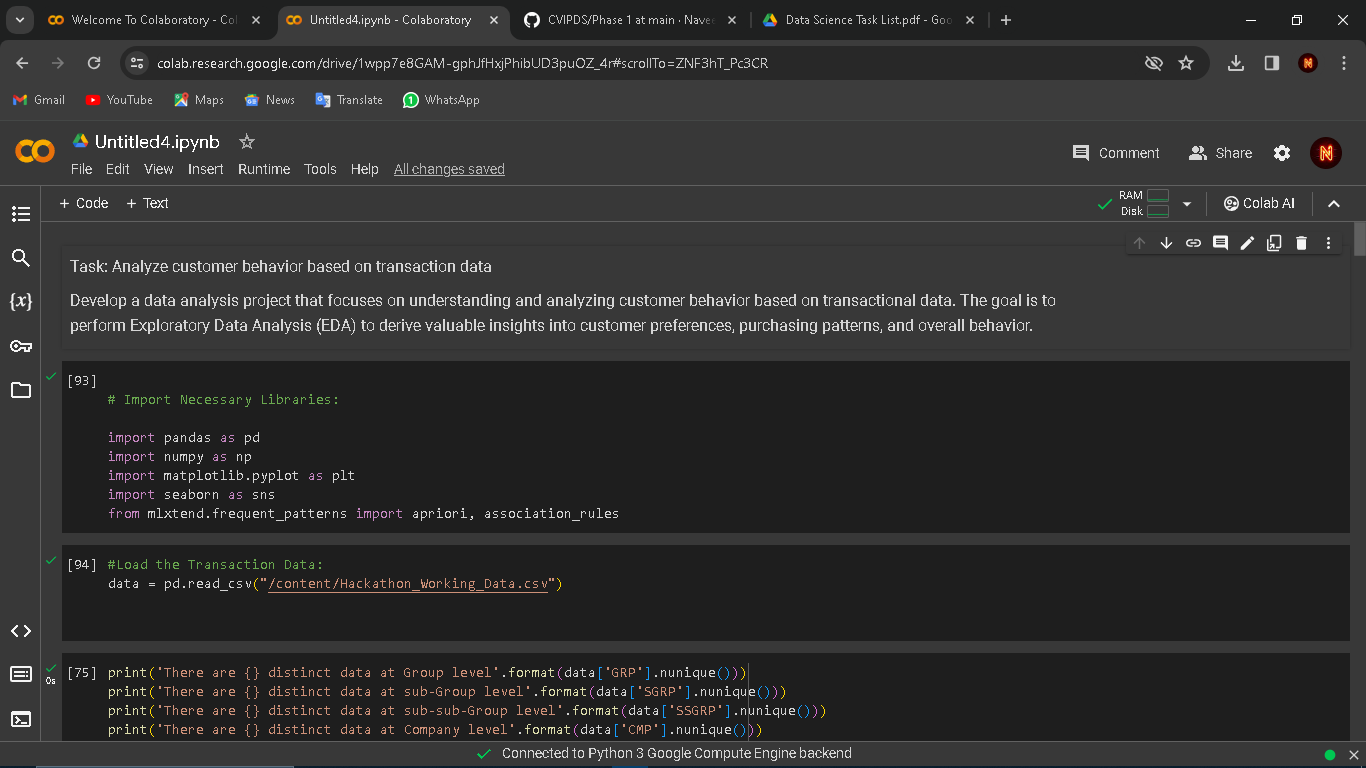 Welcome To Colaboratory - Co
Untitled4.ipynb - Colaboratory
CVIPDS/Phase 1 at main · Navee
Data Science Task List.pdf - Goo
colab.research.google.com/drive/1wpp7e8GAM-gphJfHxjPhibUD3puOZ_4r#scrollTo=ZNF3hT_Pc3CR
Gmail
YouTube
Maps
News
Translate
WhatsApp
Untitled4.ipynb
File Edit View Insert Runtime Tools Help All changes saved
Comment
Share
N
+ Code + Text
RAM
Disk
Colab AI
Task: Analyze customer behavior based on transaction data
Develop a data analysis project that focuses on understanding and analyzing customer behavior based on transactional data. The goal is to
perform Exploratory Data Analysis (EDA) to derive valuable insights into customer preferences, purchasing patterns, and overall behavior.
[93]
# Import Necessary Libraries:
import pandas as pd
import numpy as np
import matplotlib.pyplot as plt
import seaborn as sns
from mlxtend.frequent_patterns import apriori, association_rules
[94] #Load the Transaction Data:
data = pd.read_csv("/content/Hackathon_Working_Data.csv")
0s
[75] print('There are {} distinct data at Group level'.format(data['GRP'].nunique()))
print('There are {} distinct data at sub-Group level'.format(data['SGRP'].nunique()))
print('There are {} distinct data at sub-sub-Group level'.format(data['SSGRP'].nunique()))
print('There are {} distinct data at Company level'.format(data['CMP'].nunique()))
Connected to Python 3 Google Compute Engine backend